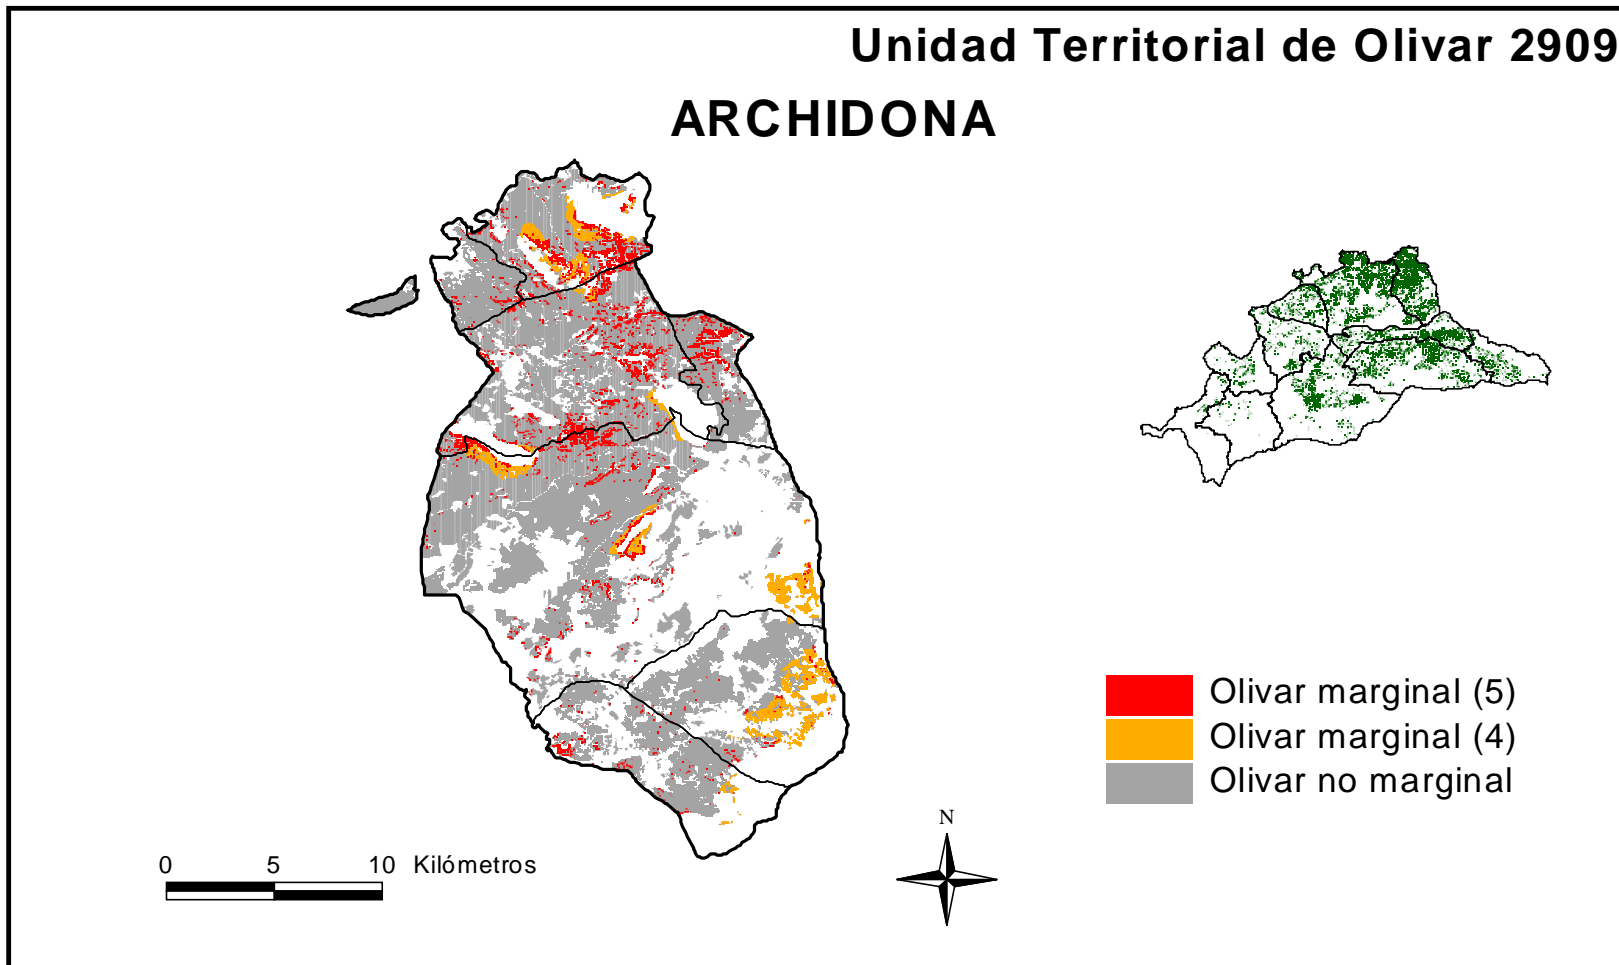 Unidad Territorial de Olivar 2909
ARCHIDONA
Olivar marginal (5)
Olivar marginal (4)
Olivar no marginal
N
0 5 10 Kilómetros